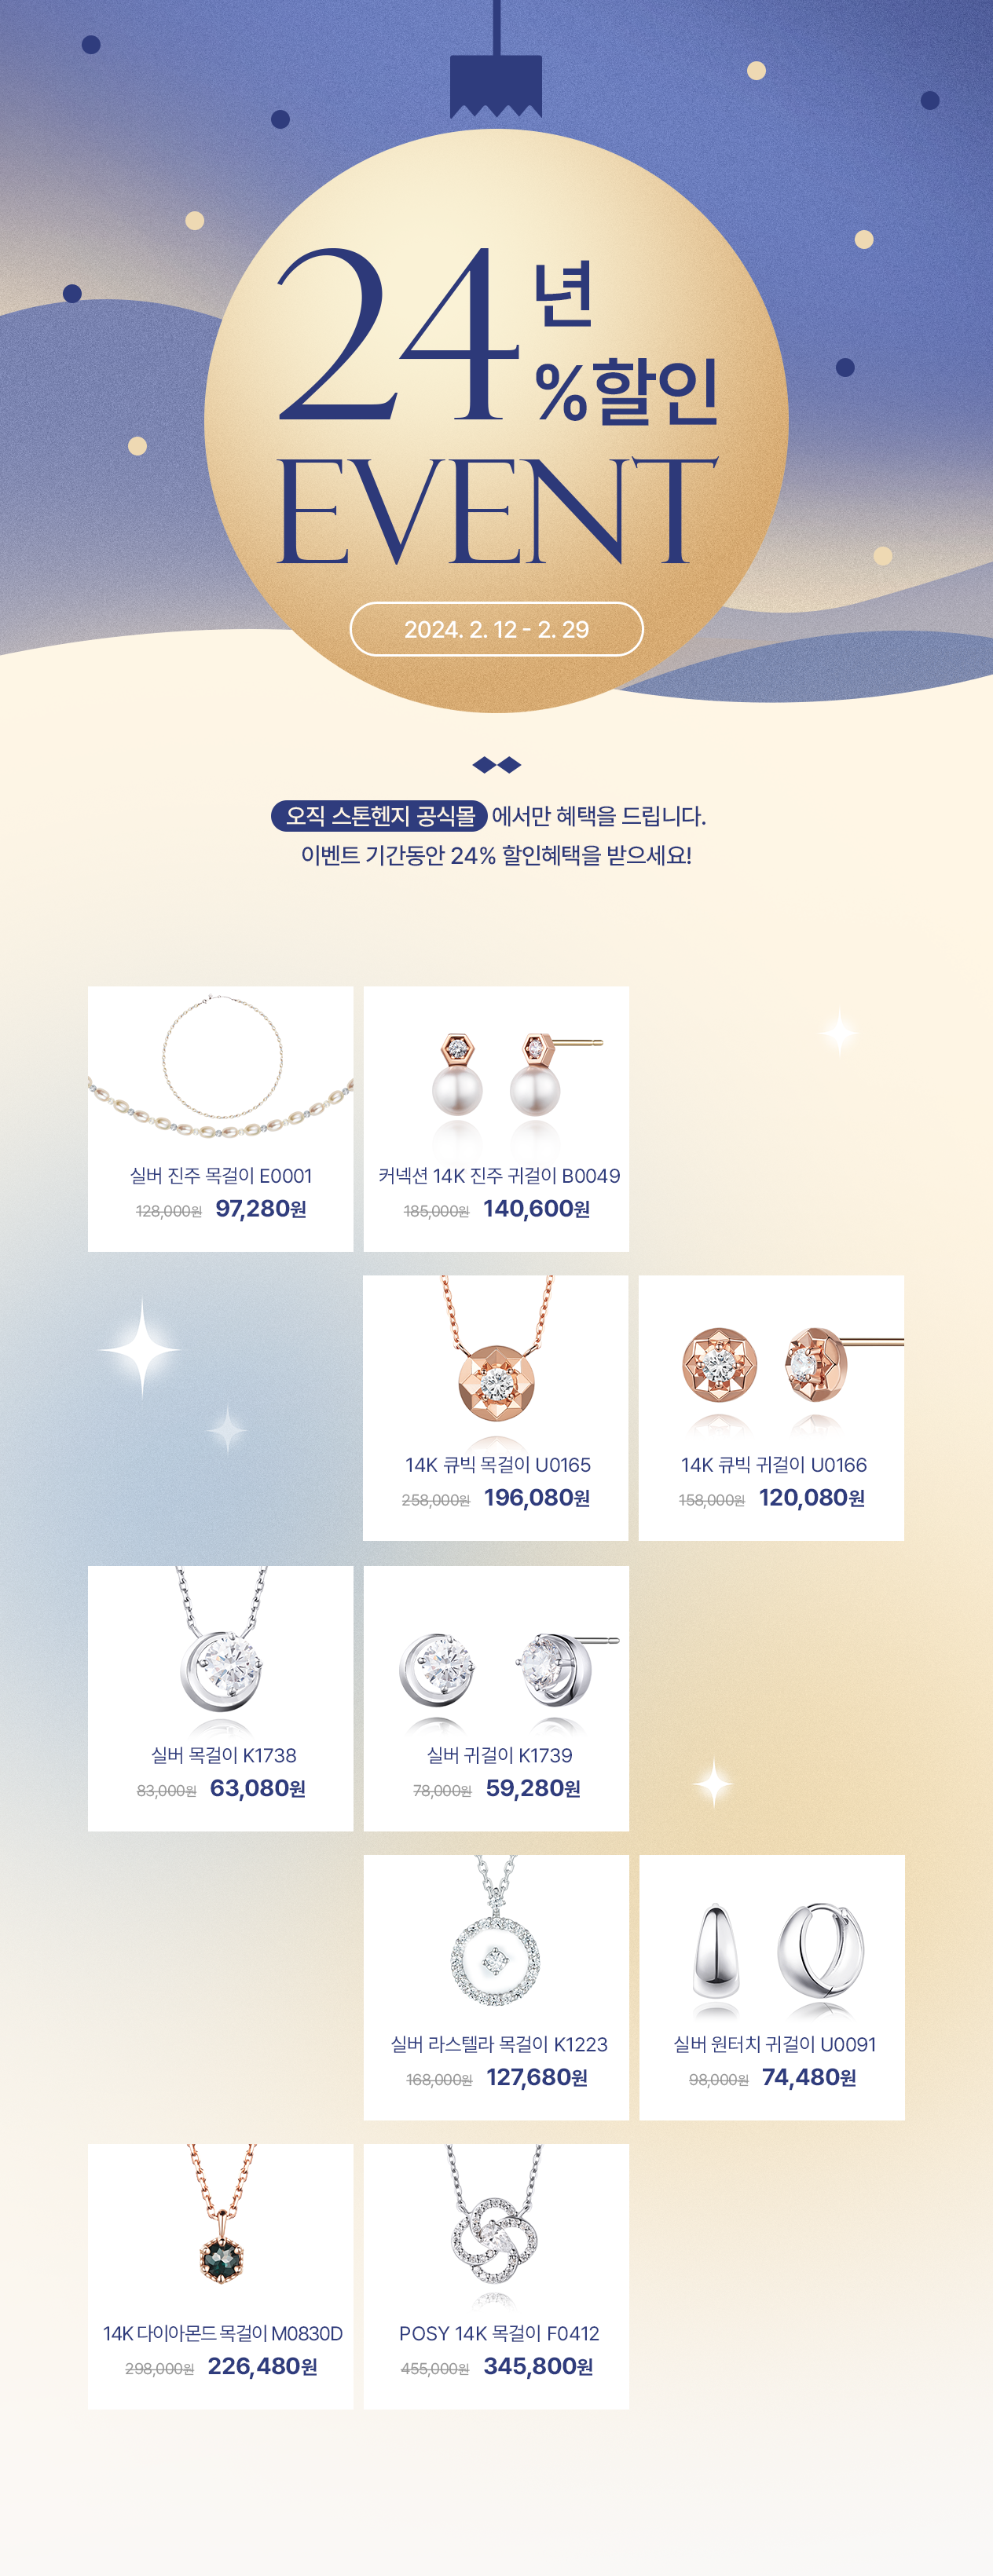 24년
%할인
EVENT
2024. 2. 12 - 2. 29
오직 스톤헨지 공식몰 에서만 혜택을 드립니다.
이벤트 기간동안 24% 할인혜택을 받으세요!
실버 진주 목걸이 E0001
128,000원 97,280원
커넥션 14K 진주 귀걸이 B0049
185,000원 140,600원
14K 큐빅 목걸이 U0165
258,000원 196,080원
14K 큐빅 귀걸이 U0166
158,000원 120,080원
실버 목걸이 K1738
83,000원 63,080원
실버 귀걸이 K1739
78,000원 59,280원
실버 라스텔라 목걸이 K1223
168,000원 127,680원
실버 원터치 귀걸이 U0091
98,000원 74,480원
14K 다이아몬드 목걸이 M0830D
298,000원 226,480원
POSY 14K 목걸이 F0412
455,000원 345,800원